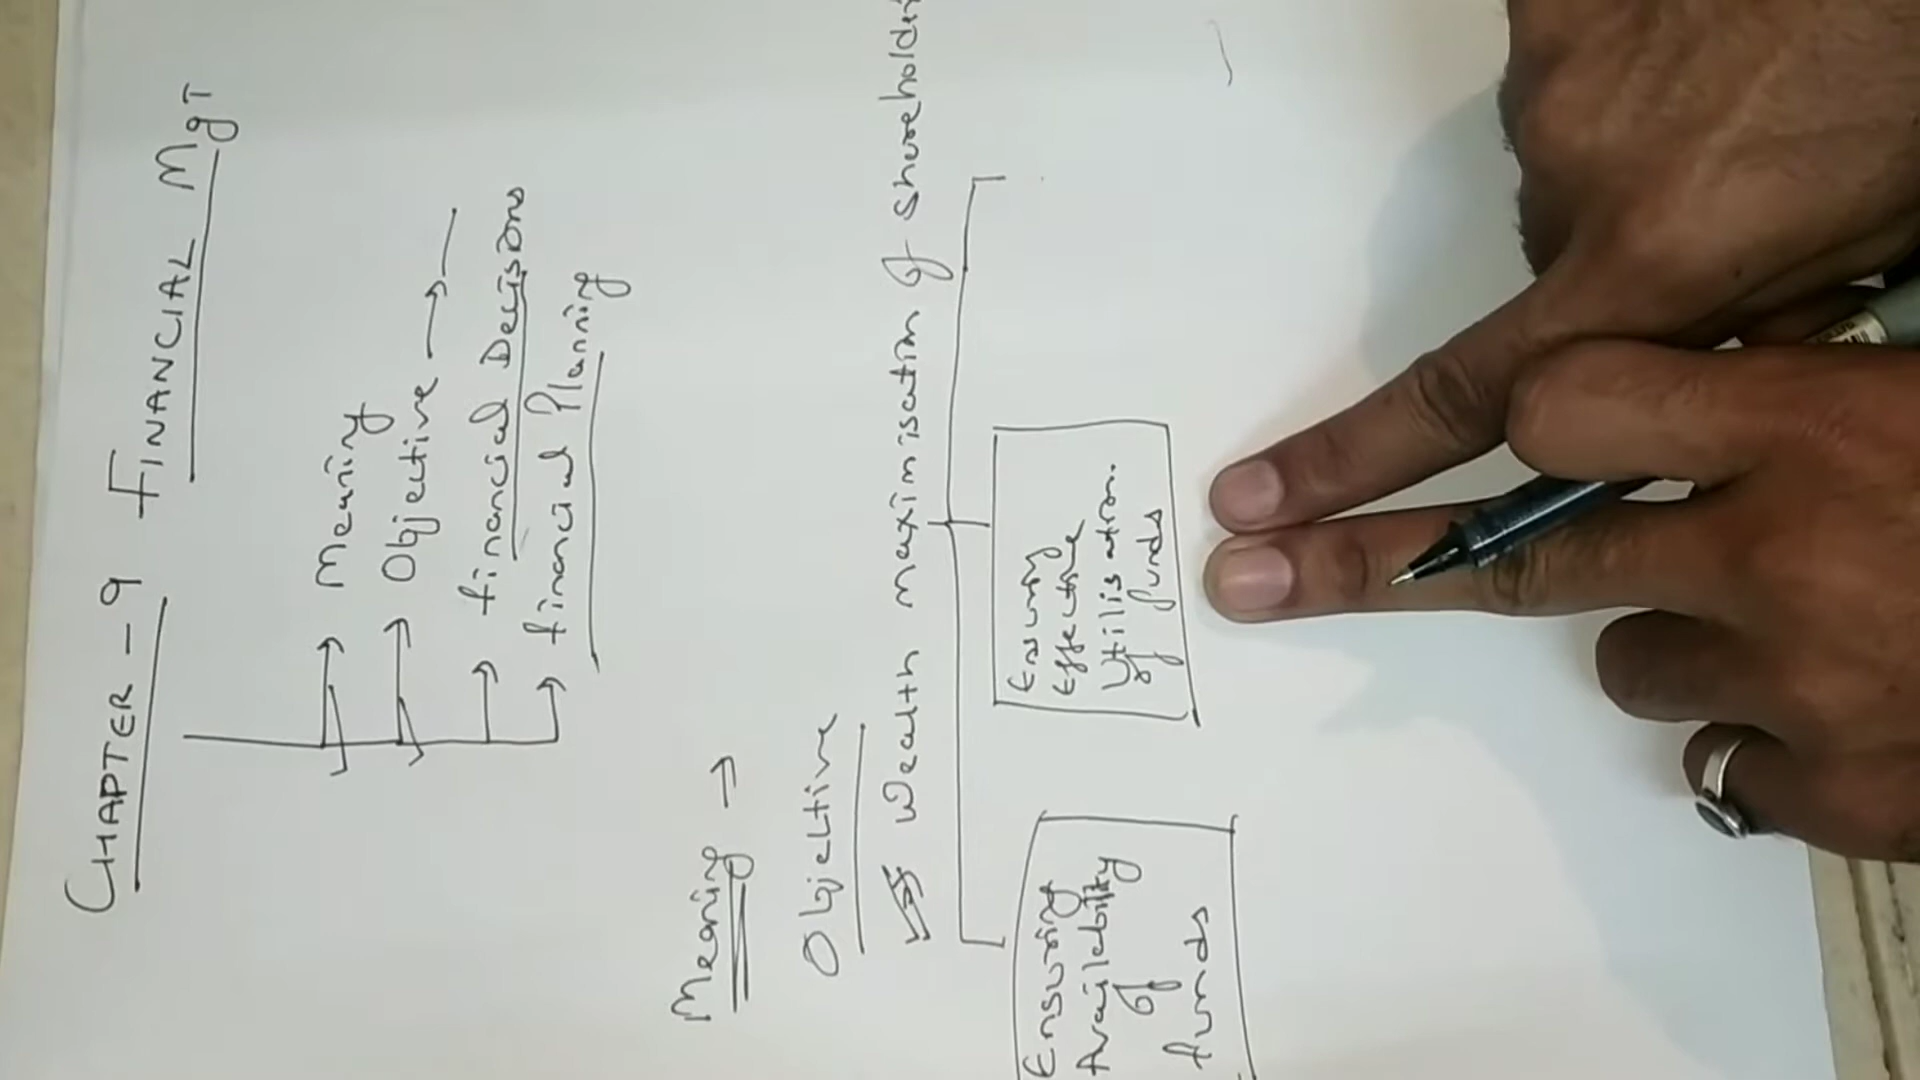 CHAPTER - 9 FINANCIAL MgT
Meaning
Objective →
financial Decisions
financial Planning
Meaning →
Objective
Wealth maximisation of shareholder
Ensuring
Availability
of
funds
Ensuring
Effective
Utilisation.
of funds